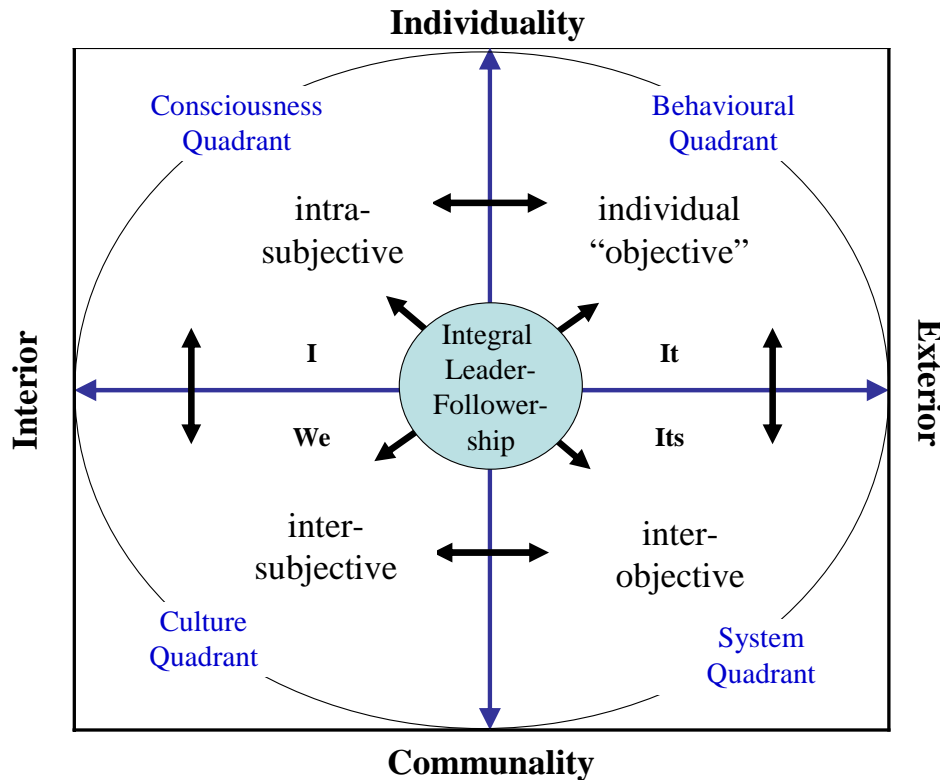 Individuality
Consciousness
Quadrant
Behavioural
Quadrant
intra-
subjective
individual
“objective”
Interior
I
Integral
Leader-
Follower-
ship
It
Exterior
We
Its
inter-
subjective
inter-
objective
Culture
Quadrant
System
Quadrant
Communality